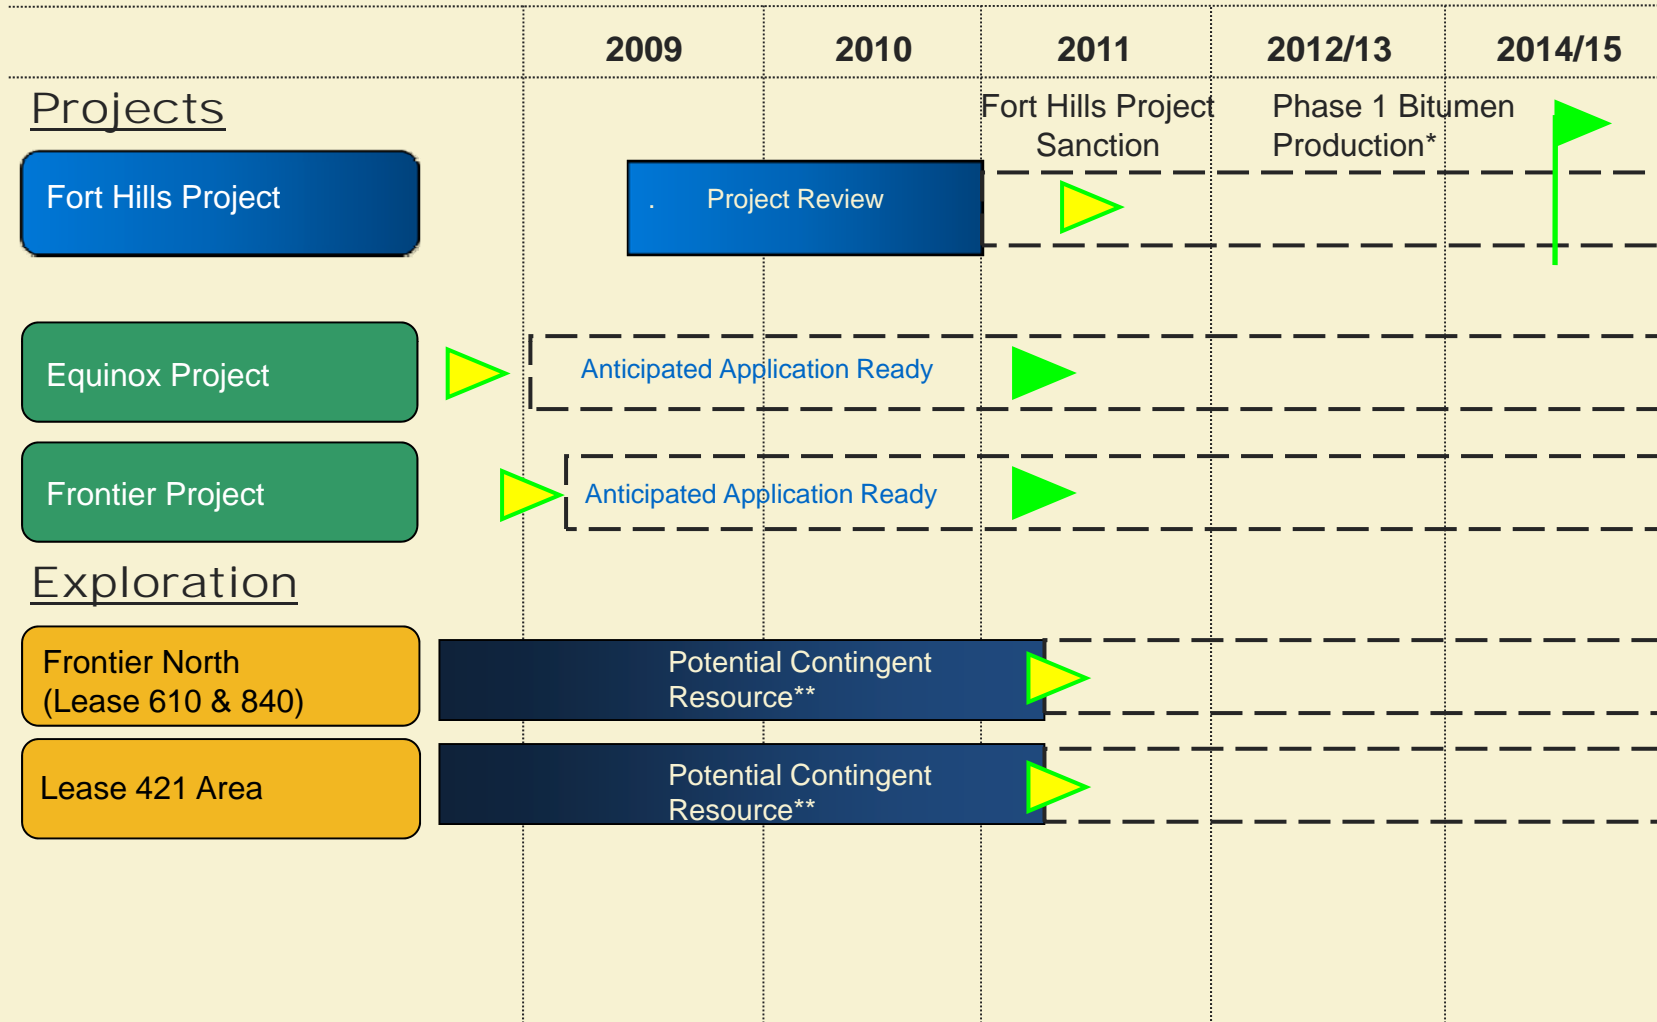 2009 2010 2011 2012/13 2014/15
Projects
Fort Hills Project
Sanction
Phase 1 Bitumen
Production*
Fort Hills Project
. Project Review
Equinox Project
Anticipated Application Ready
Frontier Project
Anticipated Application Ready
Exploration
Frontier North
(Lease 610 & 840)
Potential Contingent
Resource**
Lease 421 Area
Potential Contingent
Resource**